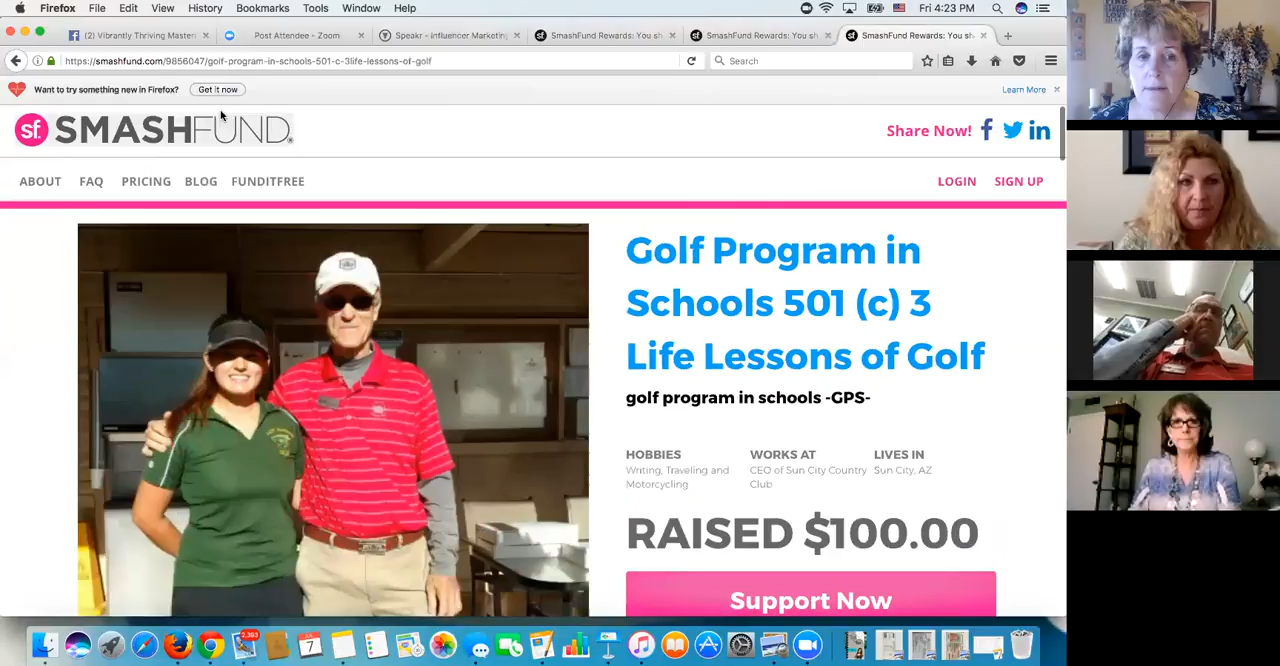 Firefox File Edit View History Bookmarks Tools Window Help Fri 4:23 PM
(2) Vibrantly Thriving Masten Post Attendee - Zoom Speakr - Influencer Marketing SmashFund Rewards: You sh SmashFund Rewards: You sh SmashFund Rewards: You sh
https://smashfund.com/9856047/golf-program-in-schools-501-c-3life-lessons-of-golf Search
Want to try something new in Firefox? Get it now Learn More
sf. SMASHFUND. Share Now!
ABOUT FAQ PRICING BLOG FUNDITFREE LOGIN SIGN UP
Golf Program in
Schools 501 (c) 3
Life Lessons of Golf
golf program in schools -GPS-
HOBBIES WORKS AT LIVES IN
Writing, Traveling and CEO of Sun City Country Sun City, AZ
Motorcycling Club
RAISED $100.00
Support Now
2,303
7